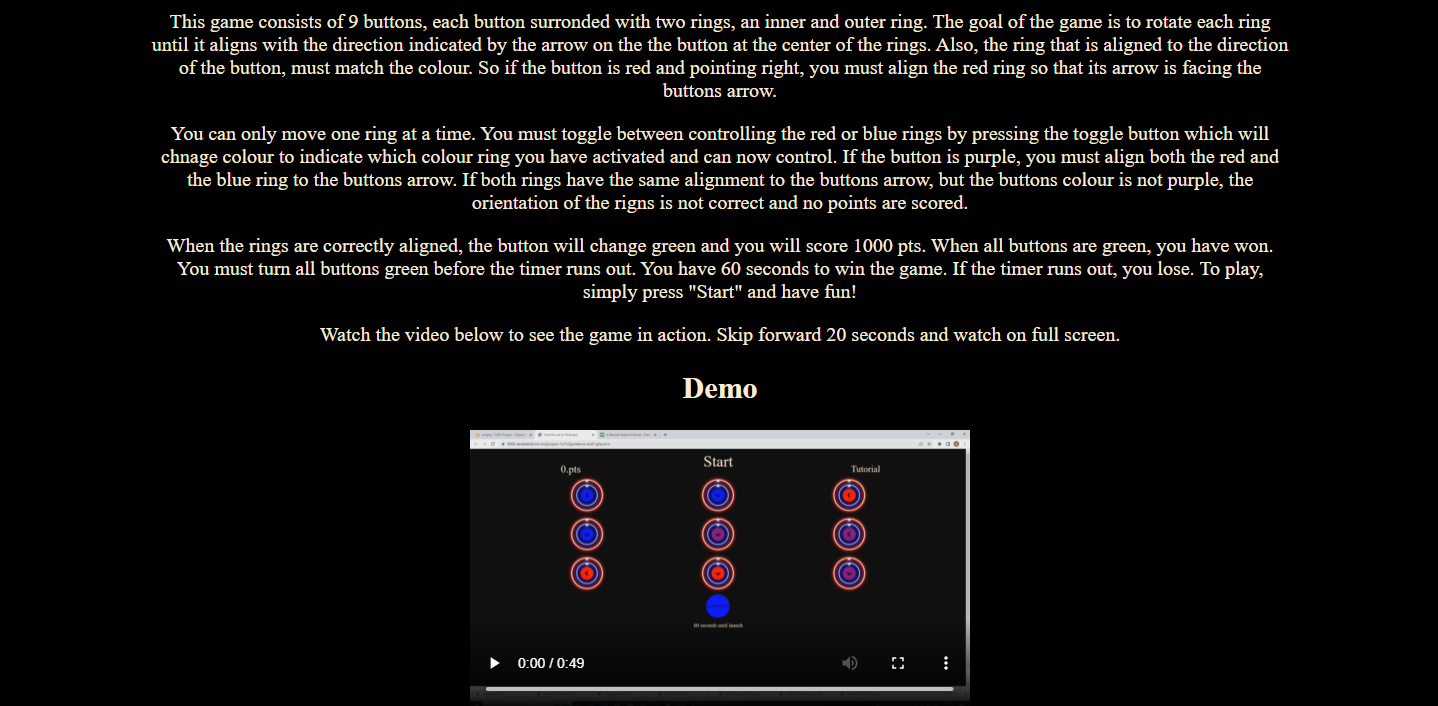 This game consists of 9 buttons, each button surronded with two rings, an inner and outer ring. The goal of the game is to rotate each ring
until it aligns with the direction indicated by the arrow on the the button at the center of the rings. Also, the ring that is aligned to the direction
of the button, must match the colour. So if the button is red and pointing right, you must align the red ring so that its arrow is facing the
buttons arrow.
You can only move one ring at a time. You must toggle between controlling the red or blue rings by pressing the toggle button which will
chnage colour to indicate which colour ring you have activated and can now control. If the button is purple, you must align both the red and
the blue ring to the buttons arrow. If both rings have the same alignment to the buttons arrow, but the buttons colour is not purple, the
orientation of the rigns is not correct and no points are scored.
When the rings are correctly aligned, the button will change green and you will score 1000 pts. When all buttons are green, you have won.
You must turn all buttons green before the timer runs out. You have 60 seconds to win the game. If the timer runs out, you lose. To play,
simply press "Start" and have fun!
Watch the video below to see the game in action. Skip forward 20 seconds and watch on full screen.
Demo
Start
0.pts
Tutorial
60 seconds until launch
0:00 / 0:49